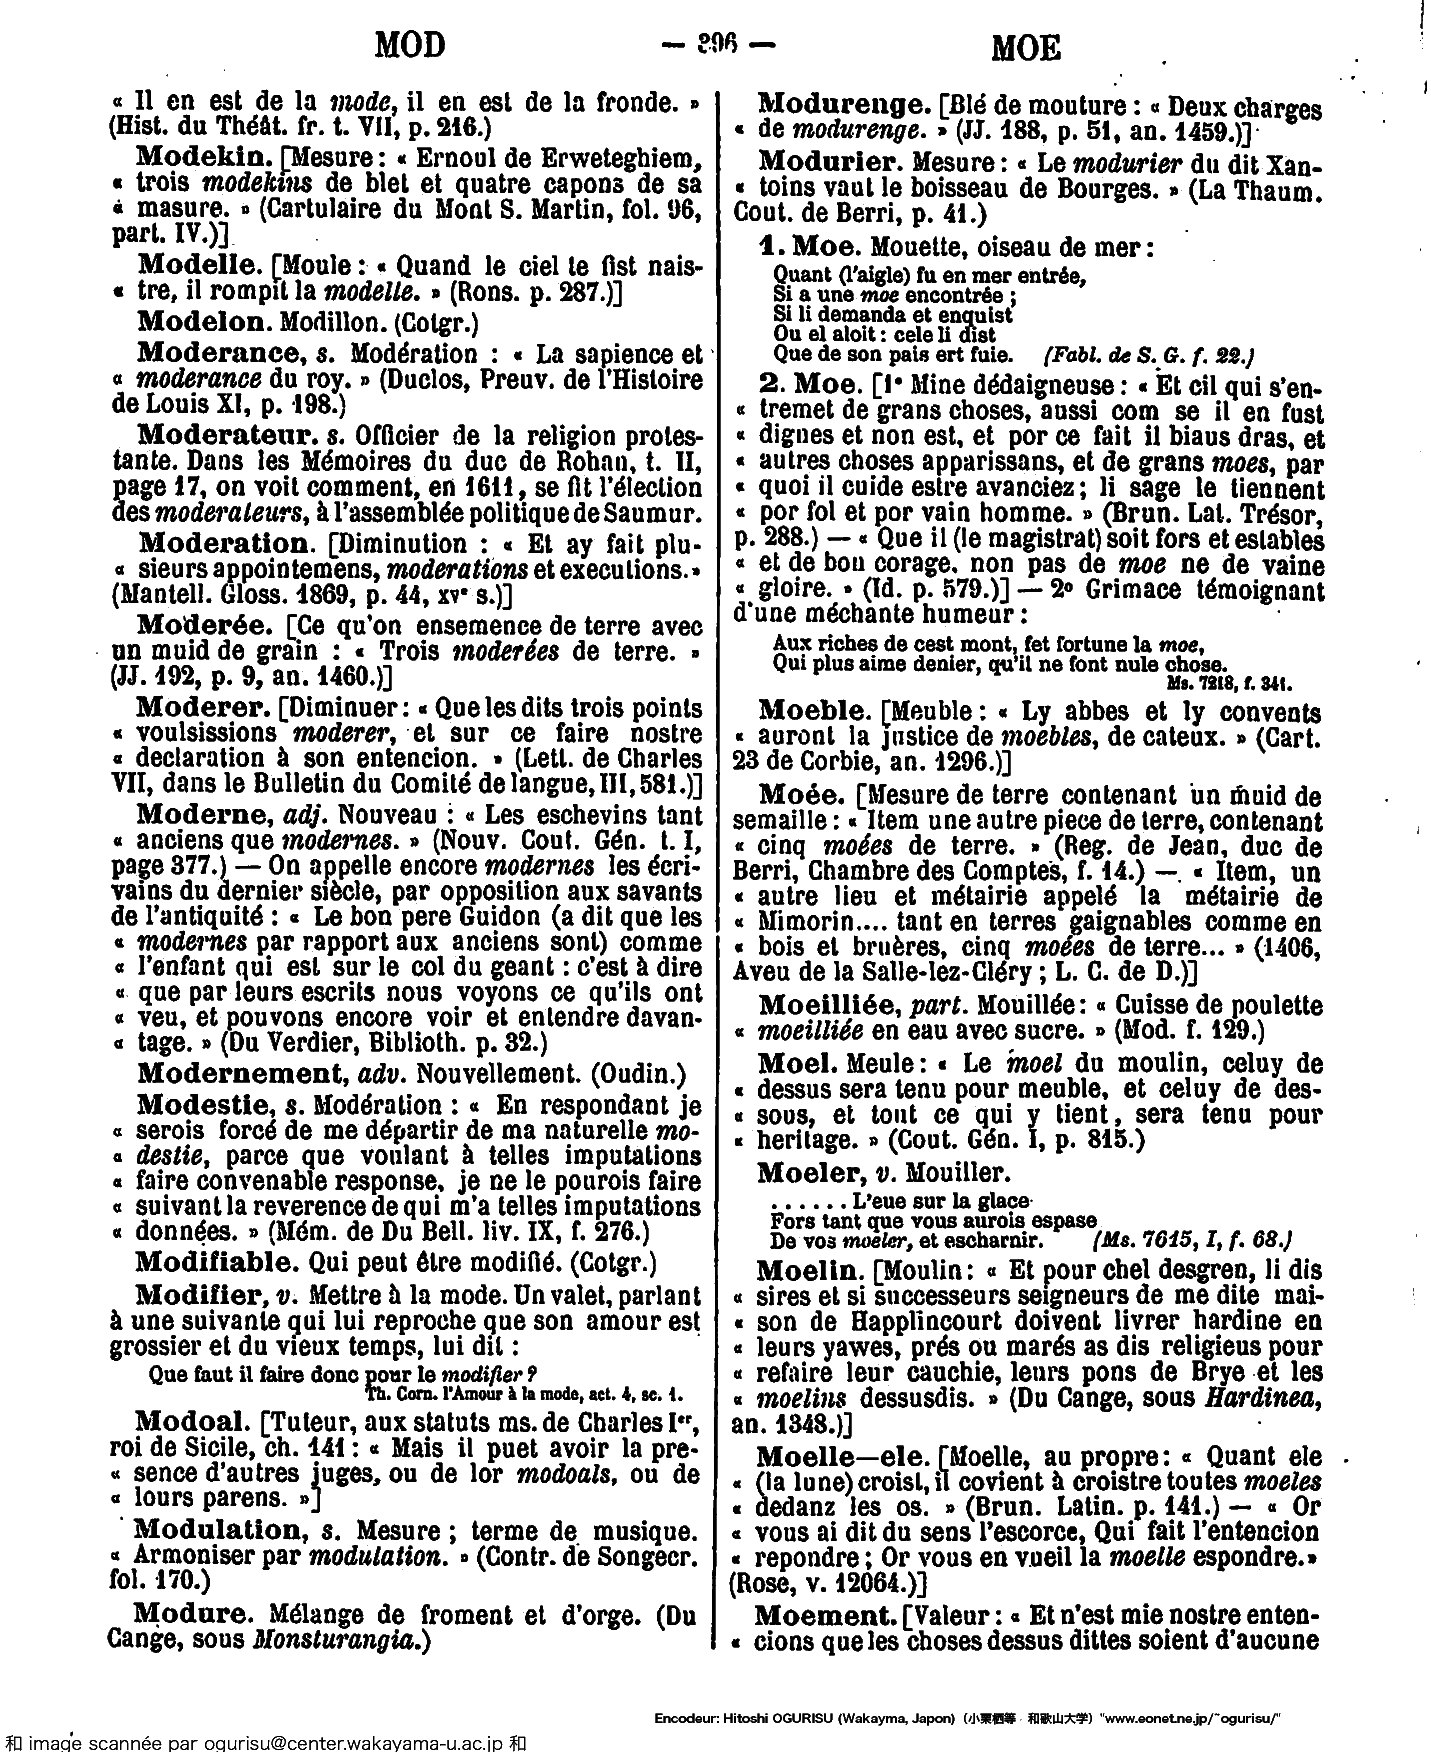 MOD — 396 — MOE
« Il en est de la mode, il en est de la fronde. »
(Hist. du Théât. fr. t. VII, p. 216.)
Modekin. [Mesure : « Ernoul de Erweteghiem,
« trois modekins de blet et quatre capons de sa
« masure. » (Cartulaire du Mont S. Martin, fol. 96,
part. IV.)]
Modelle. [Moule : « Quand le ciel te fist nais-
« tre, il rompit la modelle. » (Rons. p. 287.)]
Modelon. Modillon. (Cotgr.)
Moderance, s. Modération : « La sapience et
« moderance du roy. » (Duclos, Preuv. de l'Histoire
de Louis XI, p. 198.)
Moderateur. s. Officier de la religion protes-
tante. Dans les Mémoires du duc de Rohan, t. II,
page 17, on voit comment, en 1611, se fit l'élection
des moderateurs, à l'assemblée politique de Saumur.
Moderation. [Diminution : « Et ay fait plu-
« sieurs appointemens, moderations et executions. »
(Mantell. Gloss. 1869, p. 44, xvᵉ s.)]
Moderée. [Ce qu'on ensemence de terre avec
un muid de grain : « Trois moderées de terre. »
(JJ. 192, p. 9, an. 1460.)]
Moderer. [Diminuer : « Que les dits trois points
« voulsissions moderer, et sur ce faire nostre
« declaration à son entencion. » (Lett. de Charles
VII, dans le Bulletin du Comité de langue, III, 581.)]
Moderne, adj. Nouveau : « Les eschevins tant
« anciens que modernes. » (Nouv. Cout. Gén. t. I,
page 377.) — On appelle encore modernes les écri-
vains du dernier siècle, par opposition aux savants
de l'antiquité : « Le bon pere Guidon (a dit que les
« modernes par rapport aux anciens sont) comme
« l'enfant qui est sur le col du geant : c'est à dire
« que par leurs escrits nous voyons ce qu'ils ont
« veu, et pouvons encore voir et entendre davan-
« tage. » (Du Verdier, Biblioth. p. 32.)
Modernement, adv. Nouvellement. (Oudin.)
Modestie, s. Modération : « En respondant je
« serois forcé de me départir de ma naturelle mo-
« destie, parce que voulant à telles imputations
« faire convenable response, je ne le pourois faire
« suivant la reverence de qui m'a telles imputations
« données. » (Mém. de Du Bell. liv. IX, f. 276.)
Modifiable. Qui peut être modifié. (Cotgr.)
Modifier, v. Mettre à la mode. Un valet, parlant
à une suivante qui lui reproche que son amour est
grossier et du vieux temps, lui dit :
Que faut il faire donc pour le modifier ?
Th. Corn. l'Amour à la mode, act. 4, sc. 1.
Modoal. [Tuteur, aux statuts ms. de Charles Iᵉʳ,
roi de Sicile, ch. 141 : « Mais il puet avoir la pre-
« sence d'autres juges, ou de lor modoals, ou de
« lours parens. »]
Modulation, s. Mesure ; terme de musique.
« Armoniser par modulation. » (Contr. de Songecr.
fol. 170.)
Modure. Mélange de froment et d'orge. (Du
Cange, sous Monsturangia.)
Modurenge. [Blé de mouture : « Deux charges
« de modurenge. » (JJ. 188, p. 51, an. 1459.)]
Modurier. Mesure : « Le modurier du dit Xan-
« toins vaut le boisseau de Bourges. » (La Thaum.
Cout. de Berri, p. 41.)
1. Moe. Mouette, oiseau de mer :
Quant (l'aigle) fu en mer entrée,
Si a une moe encontrée ;
Si li demanda et enquist
Ou el aloit : cele li dist
Que de son pais ert fuie. (Fabl. de S. G. f. 22.)
2. Moe. [1° Mine dédaigneuse : « Et cil qui s'en-
« tremet de grans choses, aussi com se il en fust
« dignes et non est, et por ce fait il biaus dras, et
« autres choses apparissans, et de grans moes, par
« quoi il cuide estre avanciez ; li sage le tiennent
« por fol et por vain homme. » (Brun. Lat. Trésor,
p. 288.) — « Que il (le magistrat) soit fors et estables
« et de bon corage, non pas de moe ne de vaine
« gloire. » (Id. p. 579.)] — 2° Grimace témoignant
d'une méchante humeur :
Aux riches de cest mont, fet fortune la moe,
Qui plus aime denier, qu'il ne font nule chose.
Ms. 7218, f. 341.
Moeble. [Meuble : « Ly abbes et ly convents
« auront la justice de moebles, de cateux. » (Cart.
23 de Corbie, an. 1296.)]
Moée. [Mesure de terre contenant un muid de
semaille : « Item une autre piece de terre, contenant
« cinq moées de terre. » (Reg. de Jean, duc de
Berri, Chambre des Comptes, f. 14.) — « Item, un
« autre lieu et métairie appelé la métairie de
« Mimorin.... tant en terres gaignables comme en
« bois et bruères, cinq moées de terre... » (1406,
Aveu de la Salle-lez-Cléry ; L. C. de D.)]
Moeilliée, part. Mouillée : « Cuisse de poulette
« moeilliée en eau avec sucre. » (Mod. f. 129.)
Moel. Meule : « Le moel du moulin, celuy de
« dessus sera tenu pour meuble, et celuy de des-
« sous, et tout ce qui y tient, sera tenu pour
« heritage. » (Cout. Gén. I, p. 815.)
Moeler, v. Mouiller.
...... L'eue sur la glace
Fors tant que vous aurois espase
De vos moeler, et escharnir. (Ms. 7615, I, f. 68.)
Moelin. [Moulin : « Et pour chel desgren, li dis
« sires et si successeurs seigneurs de me dite mai-
« son de Happlincourt doivent livrer hardine en
« leurs yawes, prés ou marés as dis religieus pour
« refaire leur cauchie, leurs pons de Brye et les
« moelins dessusdis. » (Du Cange, sous Hardinea,
an. 1348.)]
Moelle—ele. [Moelle, au propre : « Quant ele
« (la lune) croist, il covient à croistre toutes moeles
« dedanz les os. » (Brun. Latin. p. 141.) — « Or
« vous ai dit du sens l'escorce, Qui fait l'entencion
« repondre ; Or vous en vueil la moelle espondre. »
(Rose, v. 12064.)]
Moement. [Valeur : « Et n'est mie nostre enten-
« cions que les choses dessus dittes soient d'aucune
Encodeur: Hitoshi OGURISU (Wakayma, Japon) (小栗栖等 和歌山大学) "www.eonet.ne.jp/~ogurisu/"
和 image scannée par ogurisu@center.wakayama-u.ac.jp 和